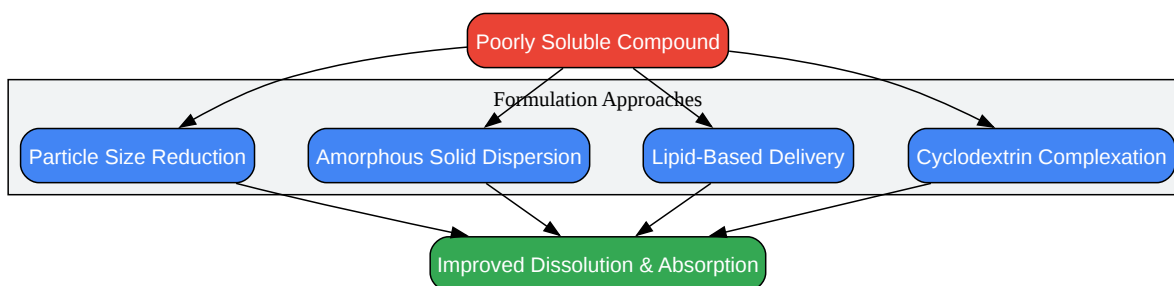 Poorly Soluble Compound
Formulation Approaches
Particle Size Reduction
Amorphous Solid Dispersion
Lipid-Based Delivery
Cyclodextrin Complexation
Improved Dissolution & Absorption